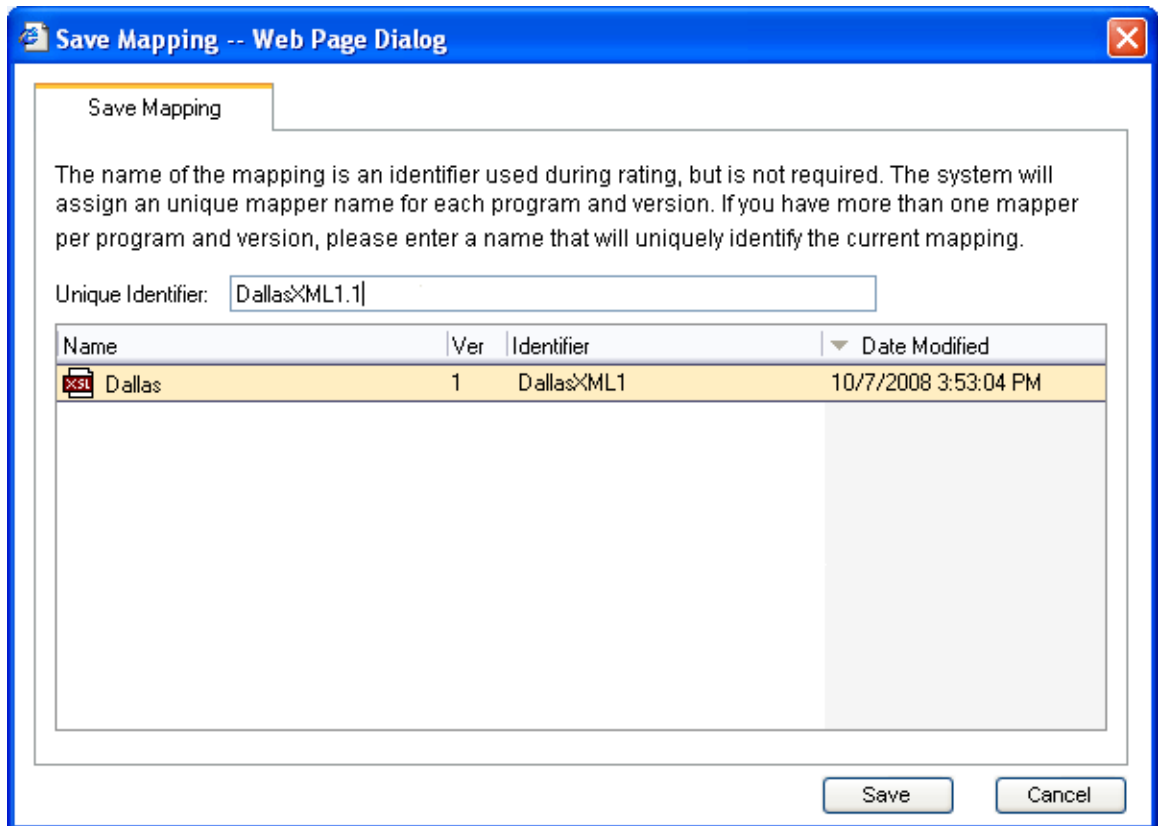 Save Mapping -- Web Page Dialog
Save Mapping
The name of the mapping is an identifier used during rating, but is not required. The system will
assign an unique mapper name for each program and version. If you have more than one mapper
per program and version, please enter a name that will uniquely identify the current mapping.
Unique Identifier: DallasXML1.1
Name Ver Identifier Date Modified
XSL Dallas 1 DallasXML1 10/7/2008 3:53:04 PM
Save Cancel